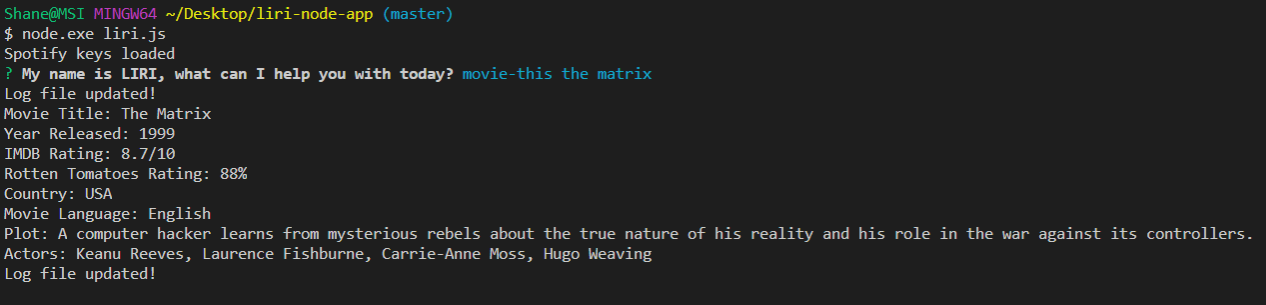 Shane@MSI MINGW64 ~/Desktop/liri-node-app (master)
$ node.exe liri.js
Spotify keys loaded
? My name is LIRI, what can I help you with today? movie-this the matrix
Log file updated!
Movie Title: The Matrix
Year Released: 1999
IMDB Rating: 8.7/10
Rotten Tomatoes Rating: 88%
Country: USA
Movie Language: English
Plot: A computer hacker learns from mysterious rebels about the true nature of his reality and his role in the war against its controllers.
Actors: Keanu Reeves, Laurence Fishburne, Carrie-Anne Moss, Hugo Weaving
Log file updated!